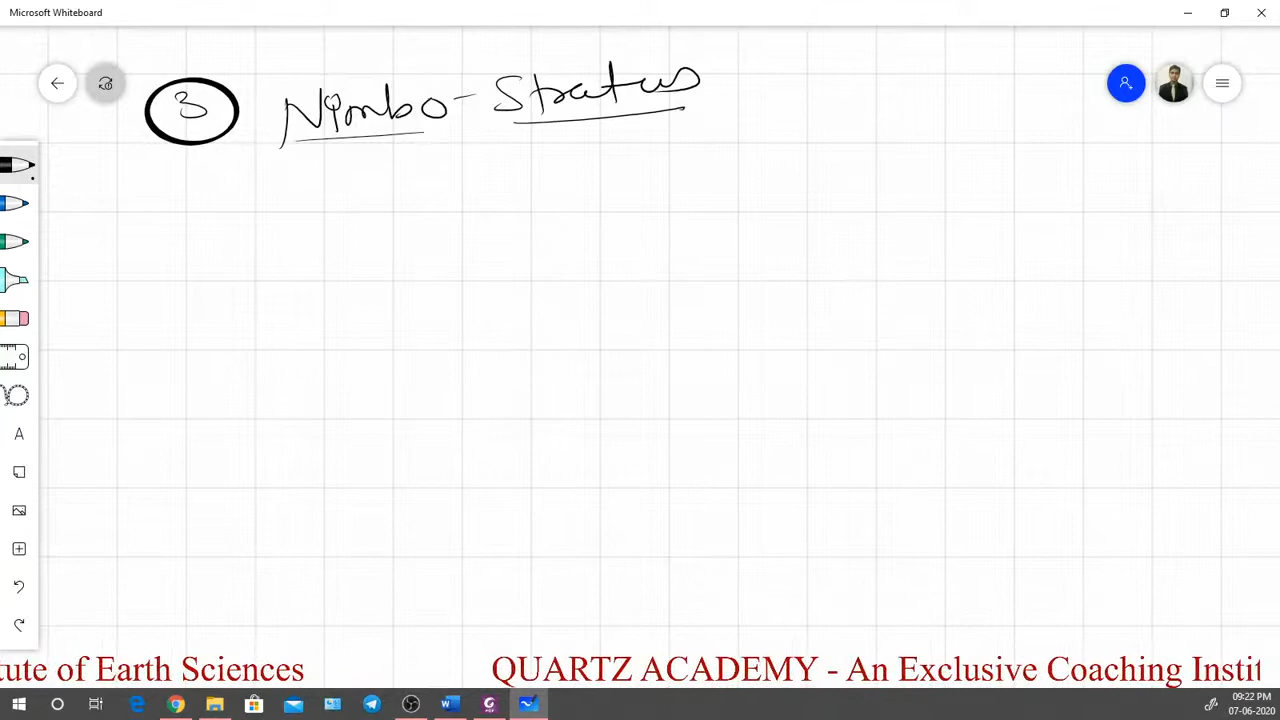 Microsoft Whiteboard
3 Nimbo-Stratus
A
tute of Earth Sciences QUARTZ ACADEMY - An Exclusive Coaching Instit
09:22 PM
07-06-2020